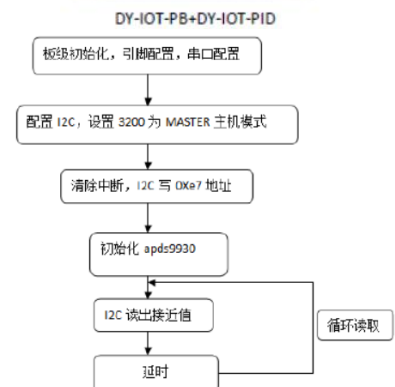 DY-IOT-PB+DY-IOT-PID
板级初始化，引脚配置，串口配置
配置 I2C，设置 3200 为 MASTER 主机模式
清除中断，I2C 写 0Xe7 地址
初始化 apds9930
I2C 读出接近值
循环读取
延时